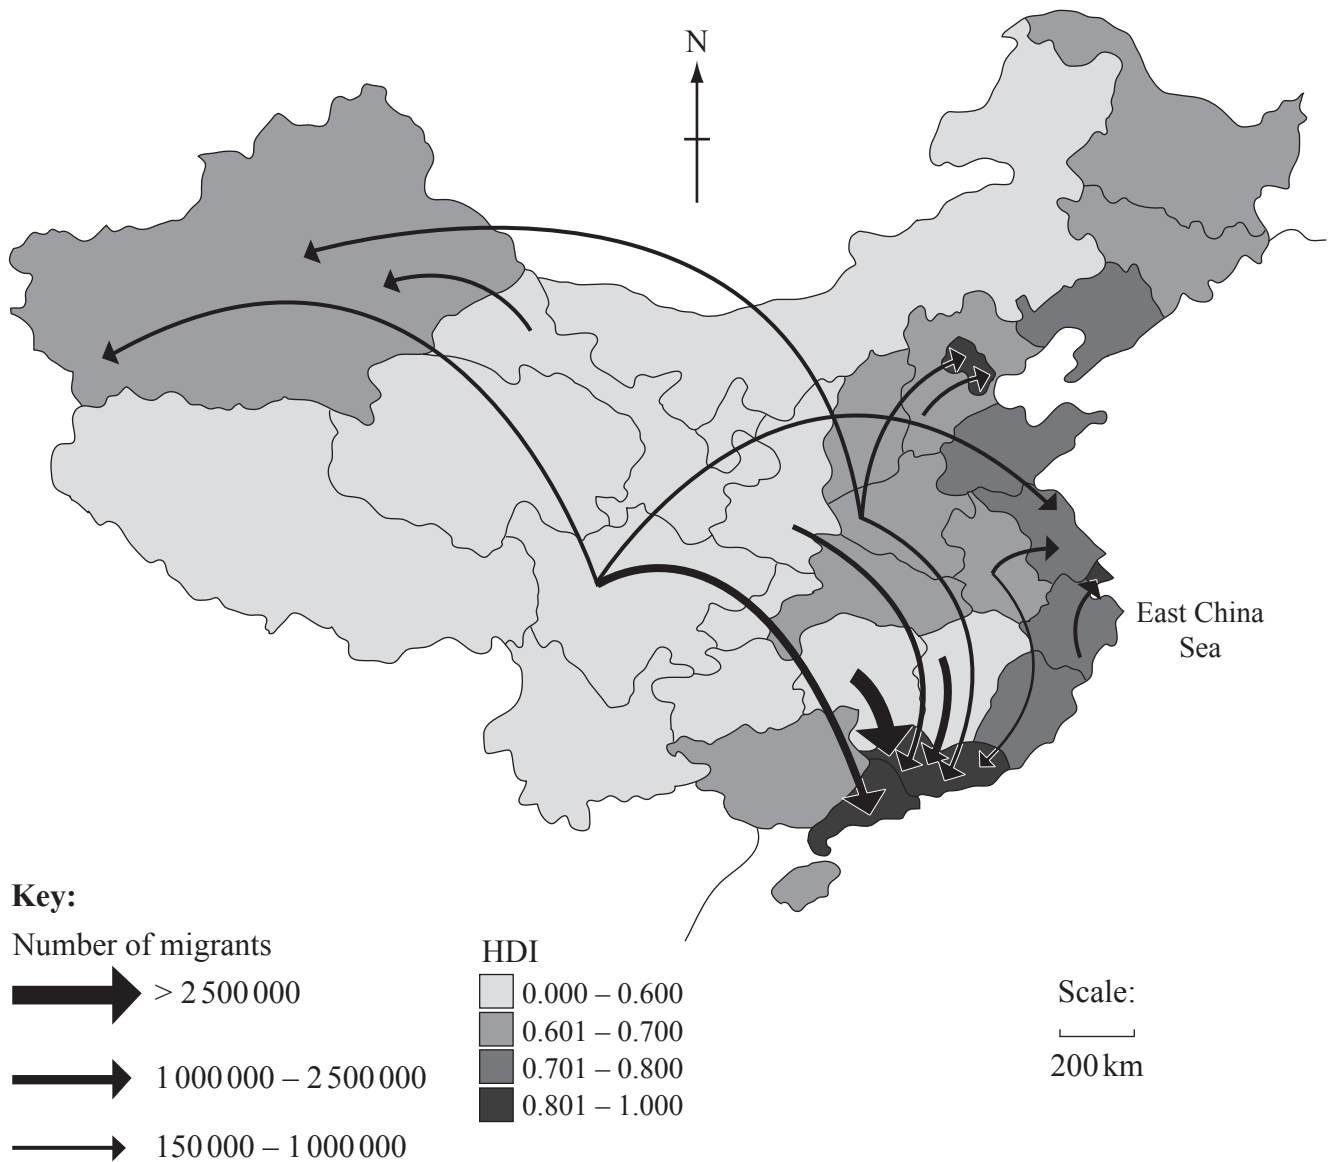 N
East China
Sea
Key:
Number of migrants
> 2 500 000
1 000 000 – 2 500 000
150 000 – 1 000 000
HDI
0.000 – 0.600
0.601 – 0.700
0.701 – 0.800
0.801 – 1.000
Scale:
200 km